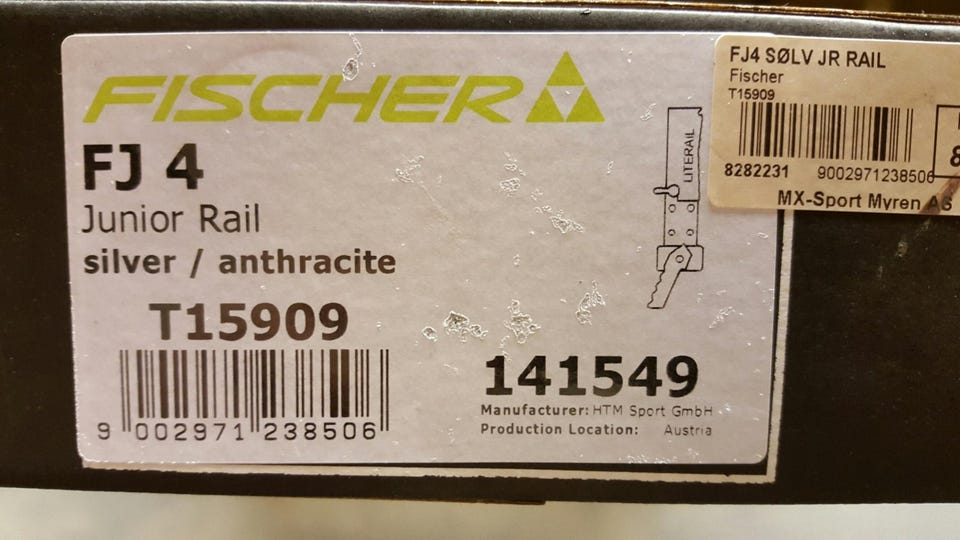 FISCHER
FJ 4
Junior Rail
silver / anthracite
T15909
9 002971 238506
LITERAIL
141549
Manufacturer: HTM Sport GmbH
Production Location: Austria
FJ4 SØLV JR RAIL
Fischer
T15909
8282231 9002971238506
MX-Sport Myren AS
8